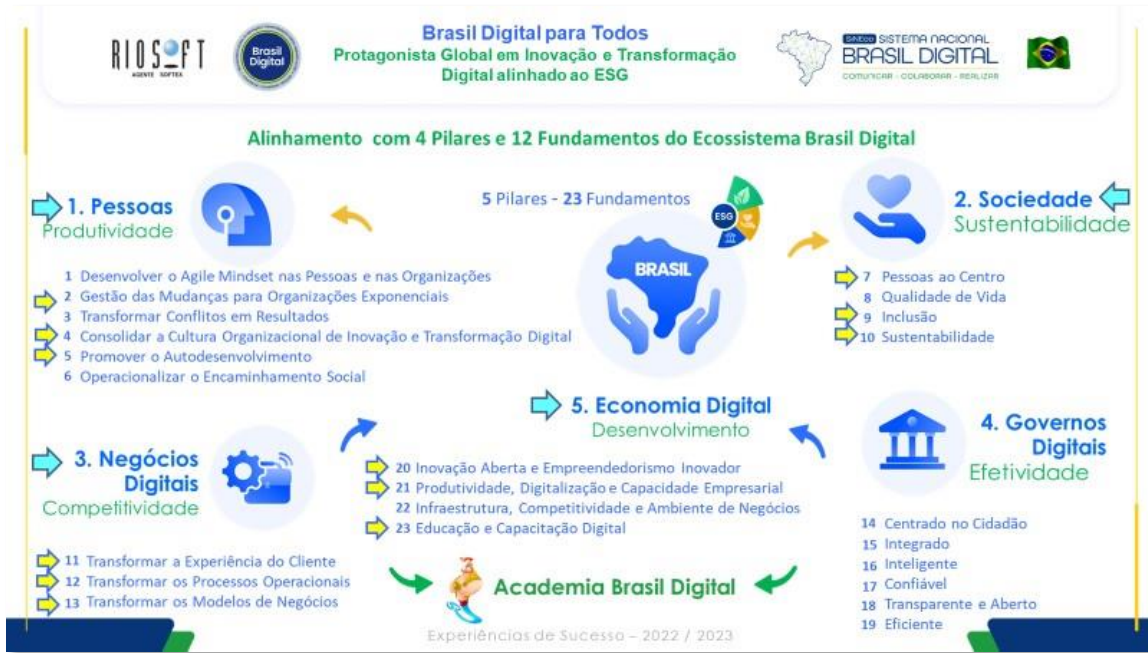 RIOSOFT
AGENTE SOFTEX
Brasil
Digital
Brasil Digital para Todos
Protagonista Global em Inovação e Transformação
Digital alinhado ao ESG
SINEco SISTEMA NACIONAL
BRASIL DIGITAL
COMUNICAR - COLABORAR - REALIZAR
Alinhamento com 4 Pilares e 12 Fundamentos do Ecossistema Brasil Digital
1. Pessoas
Produtividade
5 Pilares - 23 Fundamentos
ESG
BRASIL
2. Sociedade
Sustentabilidade
1 Desenvolver o Agile Mindset nas Pessoas e nas Organizações
2 Gestão das Mudanças para Organizações Exponenciais
3 Transformar Conflitos em Resultados
4 Consolidar a Cultura Organizacional de Inovação e Transformação Digital
5 Promover o Autodesenvolvimento
6 Operacionalizar o Encaminhamento Social
7 Pessoas ao Centro
8 Qualidade de Vida
9 Inclusão
10 Sustentabilidade
3. Negócios
Digitais
Competitividade
5. Economia Digital
Desenvolvimento
4. Governos
Digitais
Efetividade
20 Inovação Aberta e Empreendedorismo Inovador
21 Produtividade, Digitalização e Capacidade Empresarial
22 Infraestrutura, Competitividade e Ambiente de Negócios
23 Educação e Capacitação Digital
11 Transformar a Experiência do Cliente
12 Transformar os Processos Operacionais
13 Transformar os Modelos de Negócios
14 Centrado no Cidadão
15 Integrado
16 Inteligente
17 Confiável
18 Transparente e Aberto
19 Eficiente
Academia Brasil Digital
Experiências de Sucesso – 2022 / 2023